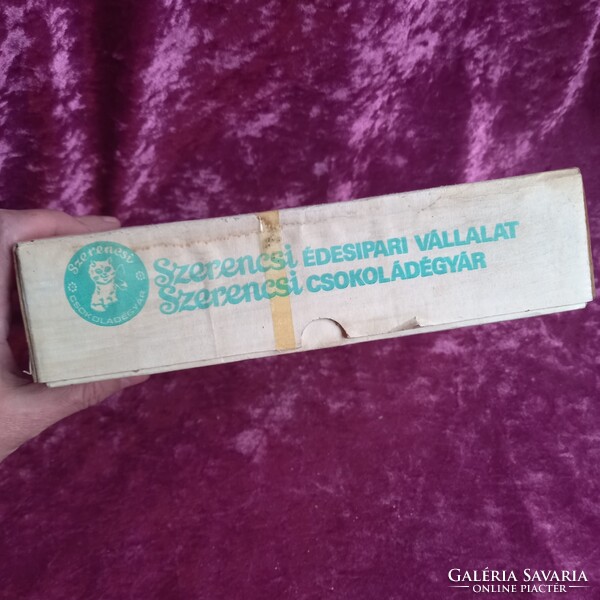 Szerencsi
CSOKOLÁDÉGYÁR
Szerencsi ÉDESIPARI VÁLLALAT
Szerencsi CSOKOLÁDÉGYÁR
GALÉRIA SAVARIA
ONLINE PIACTÉR